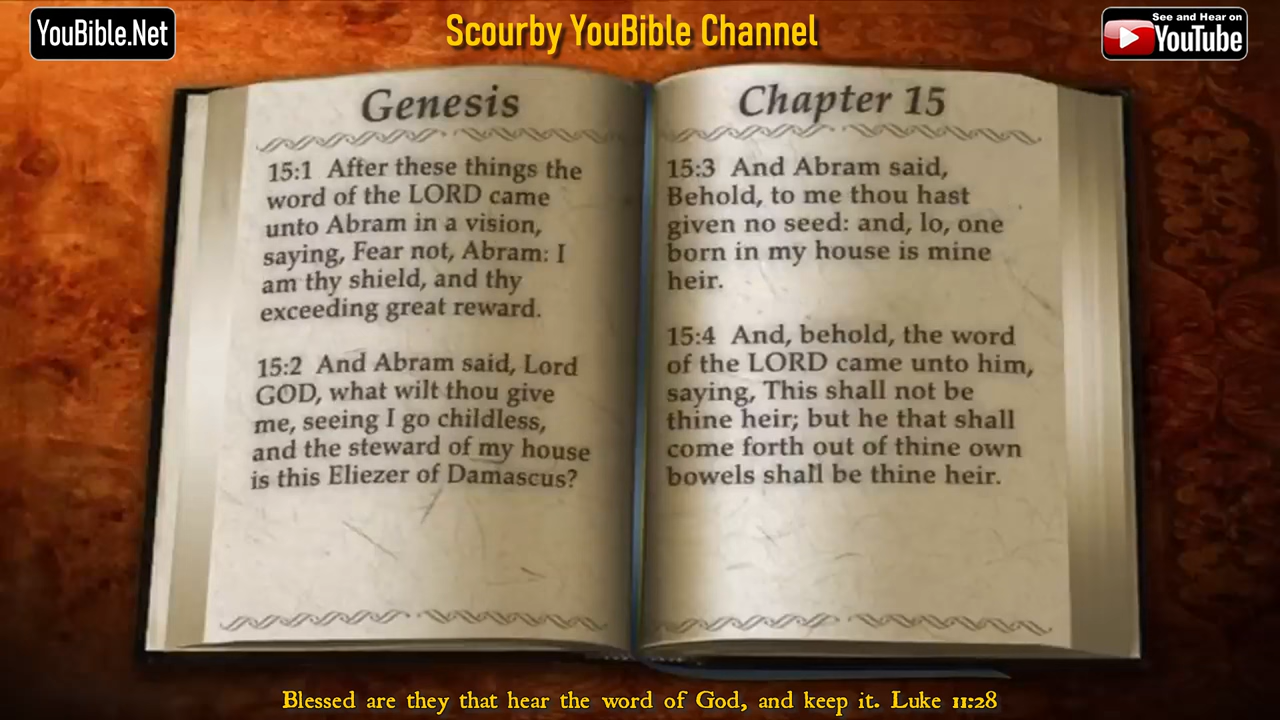 YouBible.Net
Scourby YouBible Channel
See and Hear on
YouTube
Genesis
15:1 After these things the
word of the LORD came
unto Abram in a vision,
saying, Fear not, Abram: I
am thy shield, and thy
exceeding great reward.
15:2 And Abram said, Lord
GOD, what wilt thou give
me, seeing I go childless,
and the steward of my house
is this Eliezer of Damascus?
Chapter 15
15:3 And Abram said,
Behold, to me thou hast
given no seed: and, lo, one
born in my house is mine
heir.
15:4 And, behold, the word
of the LORD came unto him,
saying, This shall not be
thine heir; but he that shall
come forth out of thine own
bowels shall be thine heir.
Blessed are they that hear the word of God, and keep it. Luke 11:28